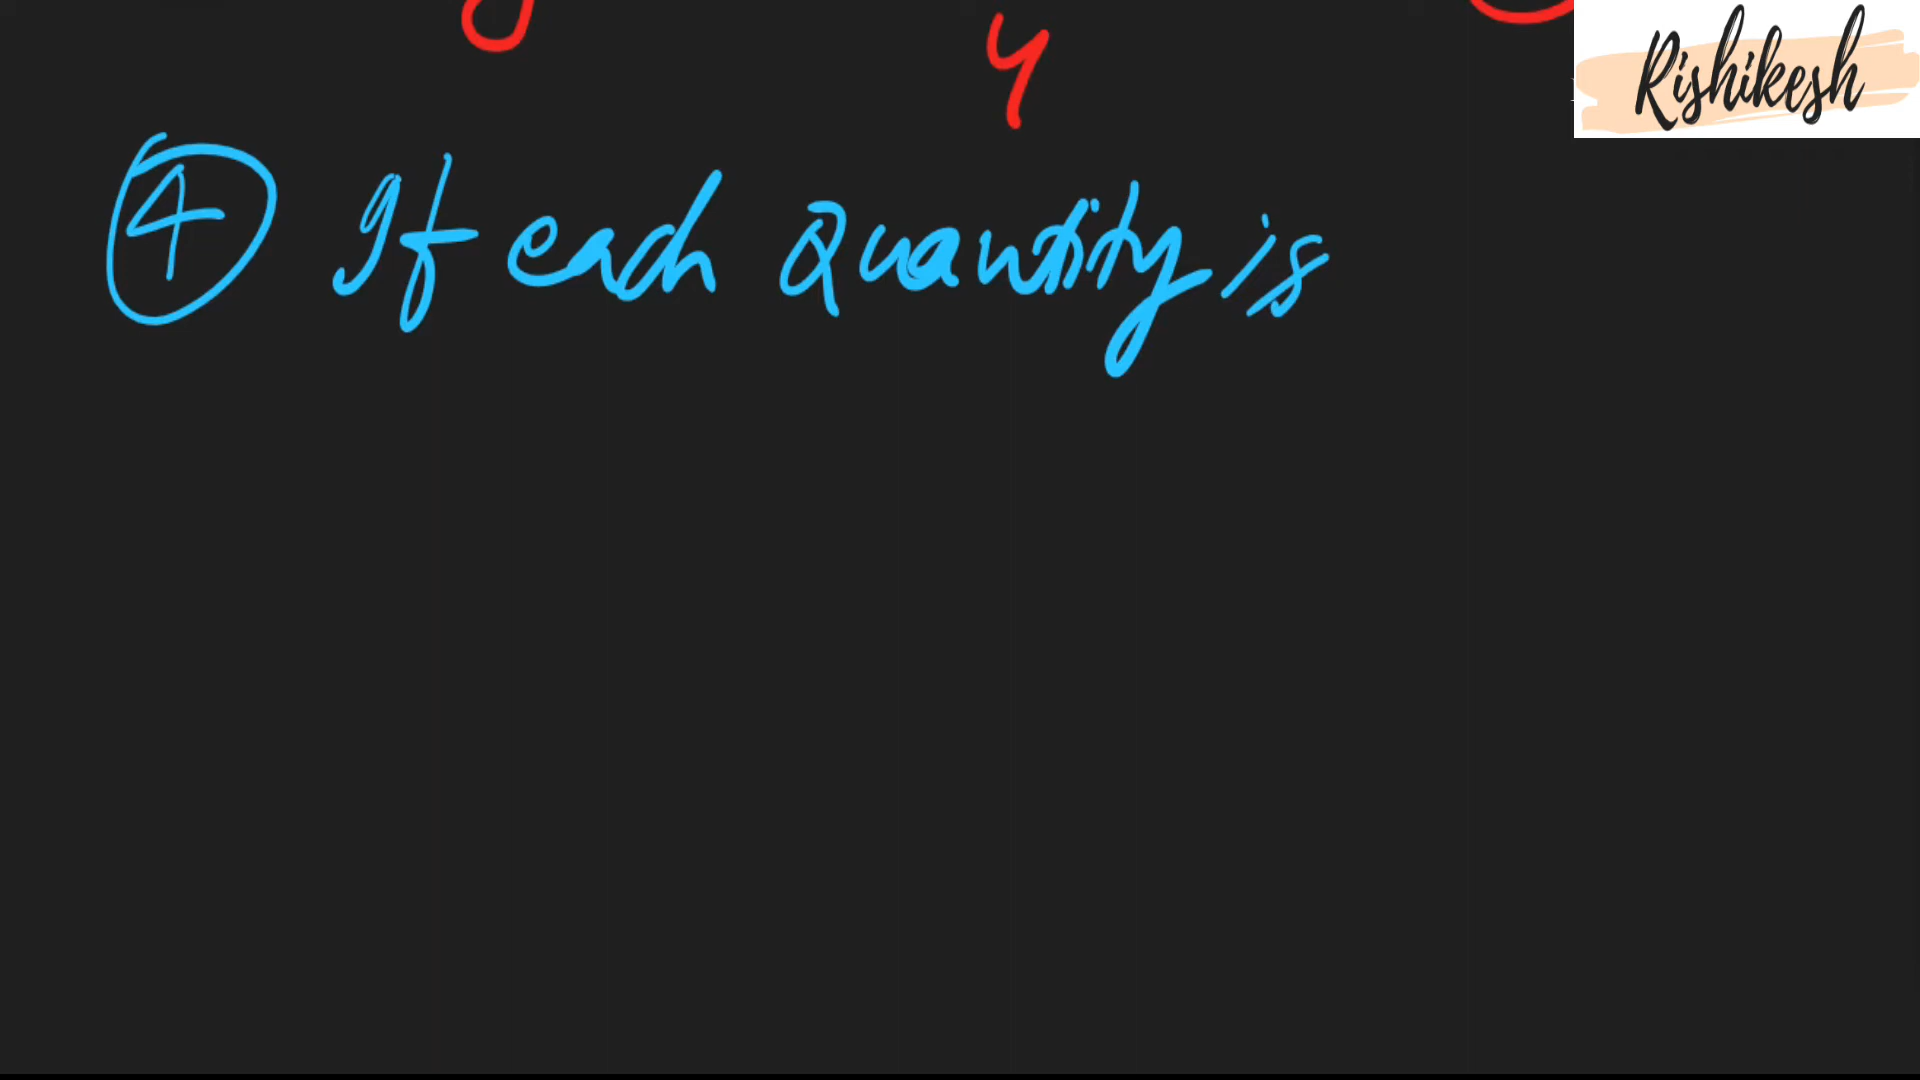 y
Rishikesh
④ If each Quantity is